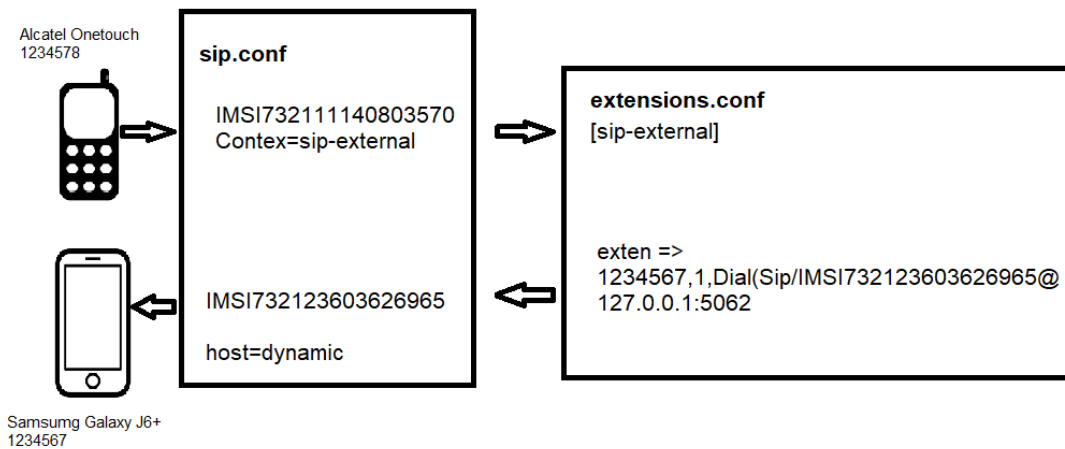 Alcatel Onetouch
1234578
sip.conf
IMSI732111140803570
Contex=sip-external
IMSI732123603626965
host=dynamic
Samsumg Galaxy J6+
1234567
extensions.conf
[sip-external]
exten =>
1234567,1,Dial(Sip/IMSI732123603626965@
127.0.0.1:5062